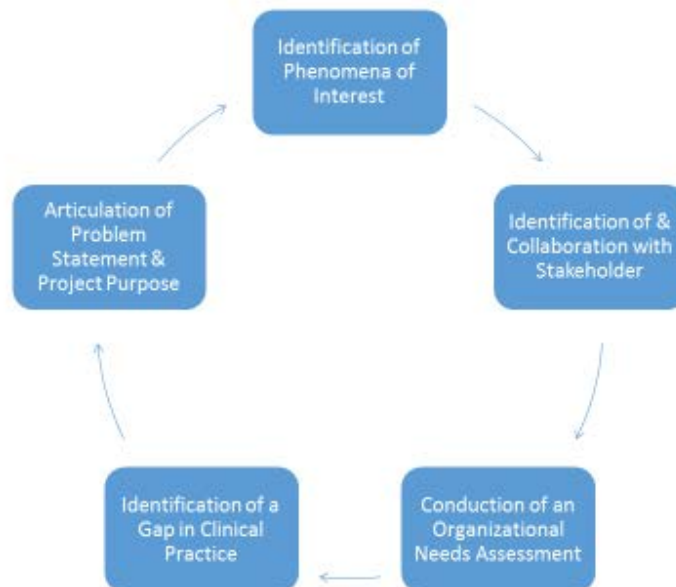 Identification of
Phenomena of
Interest
Identification of &
Collaboration with
Stakeholder
Conduction of an
Organizational
Needs Assessment
Identification of a
Gap in Clinical
Practice
Articulation of
Problem
Statement &
Project Purpose